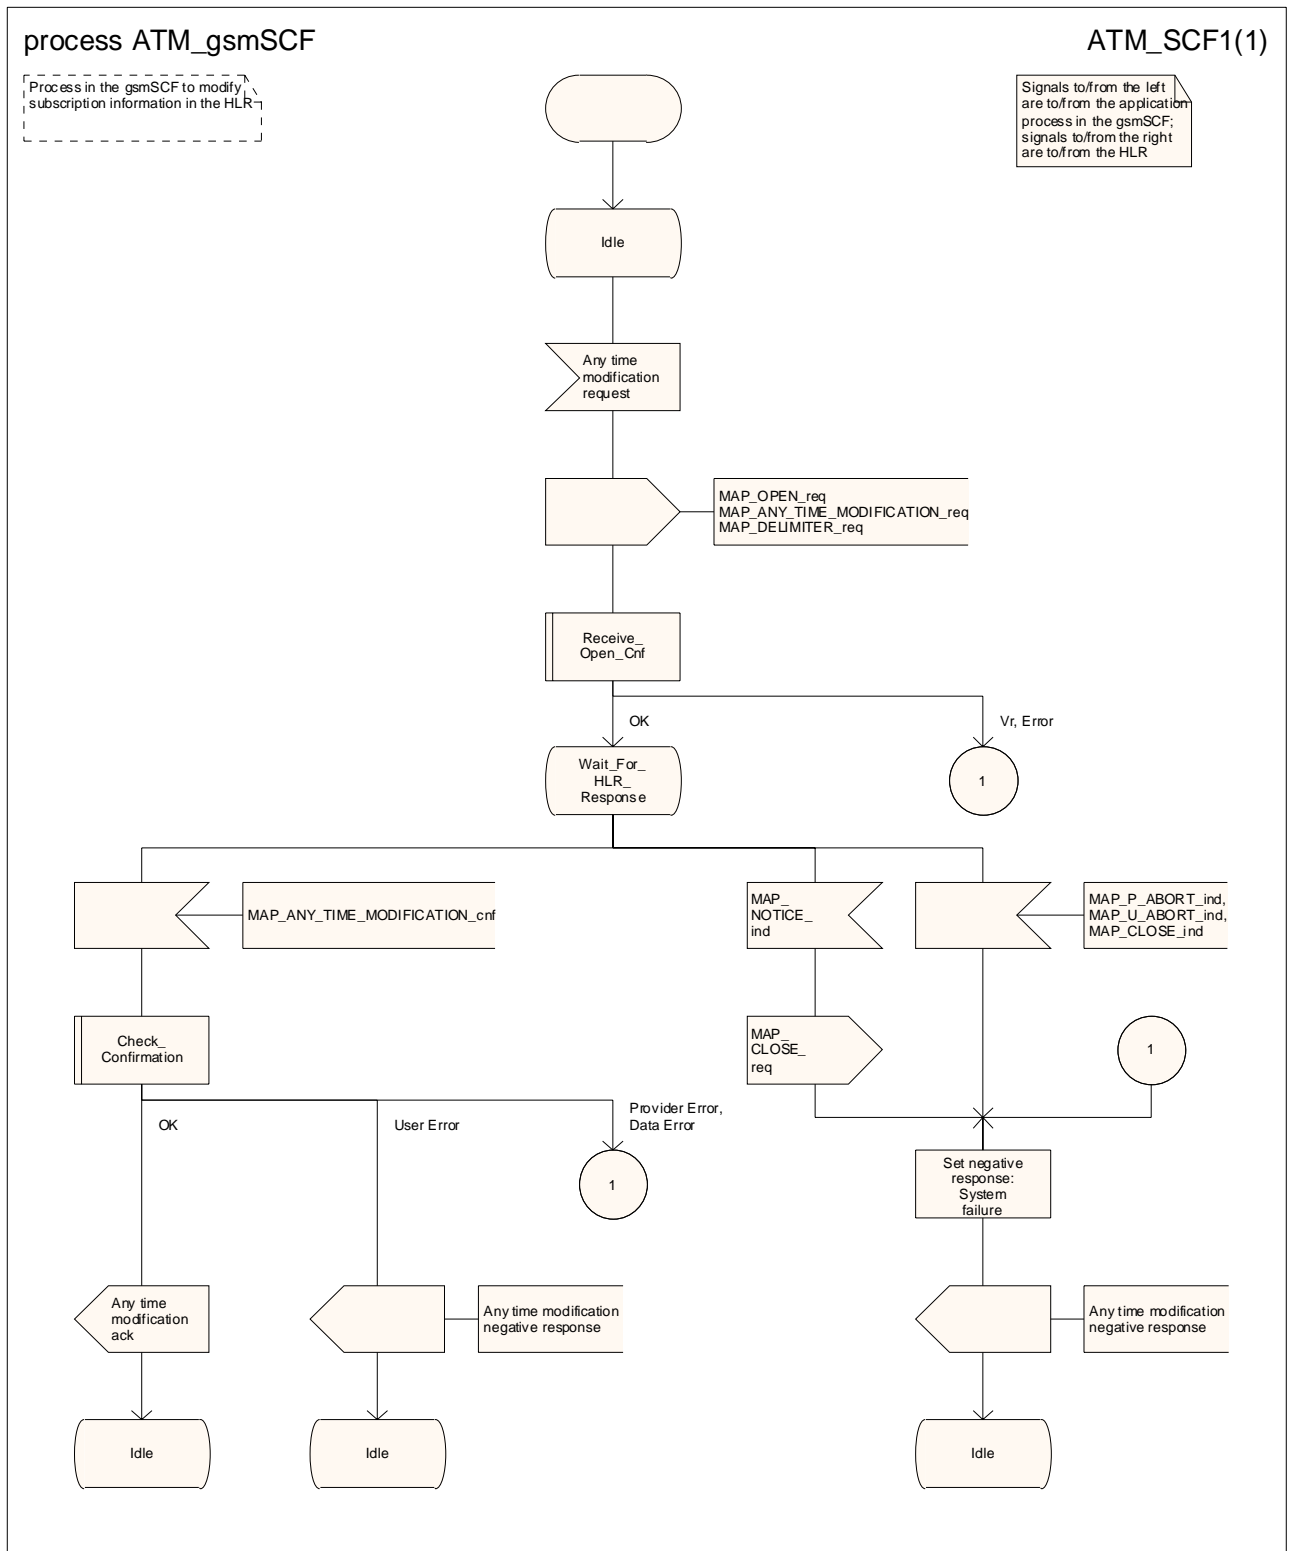 process ATM_gsmSCF
ATM_SCF1(1)
Process in the gsmSCF to modify
subscription information in the HLR
Signals to/from the left
are to/from the application
process in the gsmSCF;
signals to/from the right
are to/from the HLR
Idle
Any time
modification
request
MAP_OPEN_req
MAP_ANY_TIME_MODIFICATION_req
MAP_DELIMITER_req
Receive_
Open_Cnf
OK
Vr, Error
Wait_For_
HLR_
Response
1
MAP_ANY_TIME_MODIFICATION_cnf
MAP_
NOTICE_
ind
MAP_P_ABORT_ind,
MAP_U_ABORT_ind,
MAP_CLOSE_ind
Check_
Confirmation
MAP_
CLOSE_
req
1
OK
User Error
Provider Error,
Data Error
1
Set negative
response:
System
failure
Any time
modification
ack
Any time modification
negative response
Any time modification
negative response
Idle
Idle
Idle